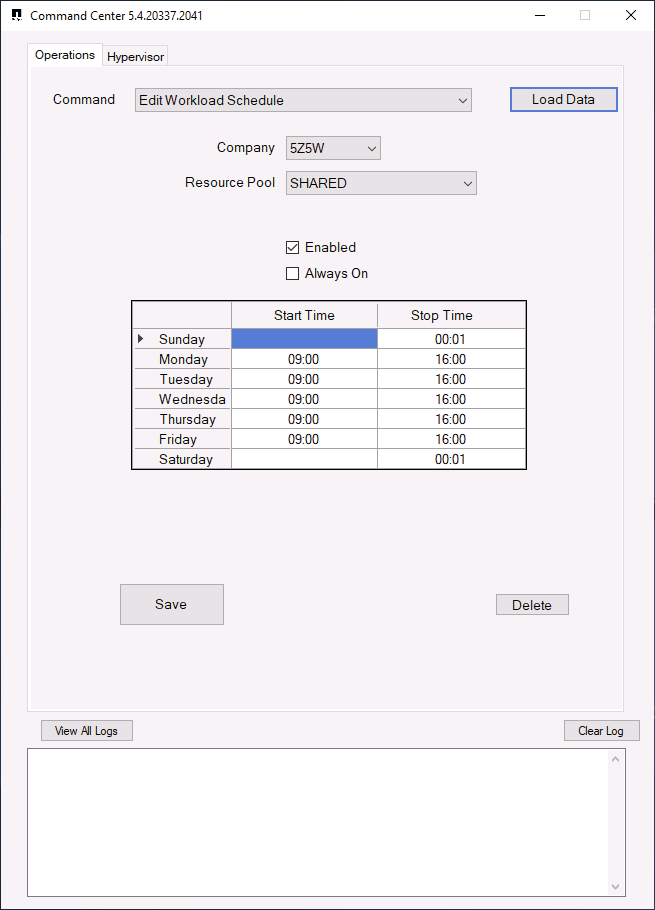 Command Center 5.4.20337.2041
Operations Hypervisor
Command Edit Workload Schedule Load Data
Company 5Z5W
Resource Pool SHARED
Enabled
Always On
Start Time Stop Time
Sunday 00:01
Monday 09:00 16:00
Tuesday 09:00 16:00
Wednesda 09:00 16:00
Thursday 09:00 16:00
Friday 09:00 16:00
Saturday 00:01
Save Delete
View All Logs Clear Log